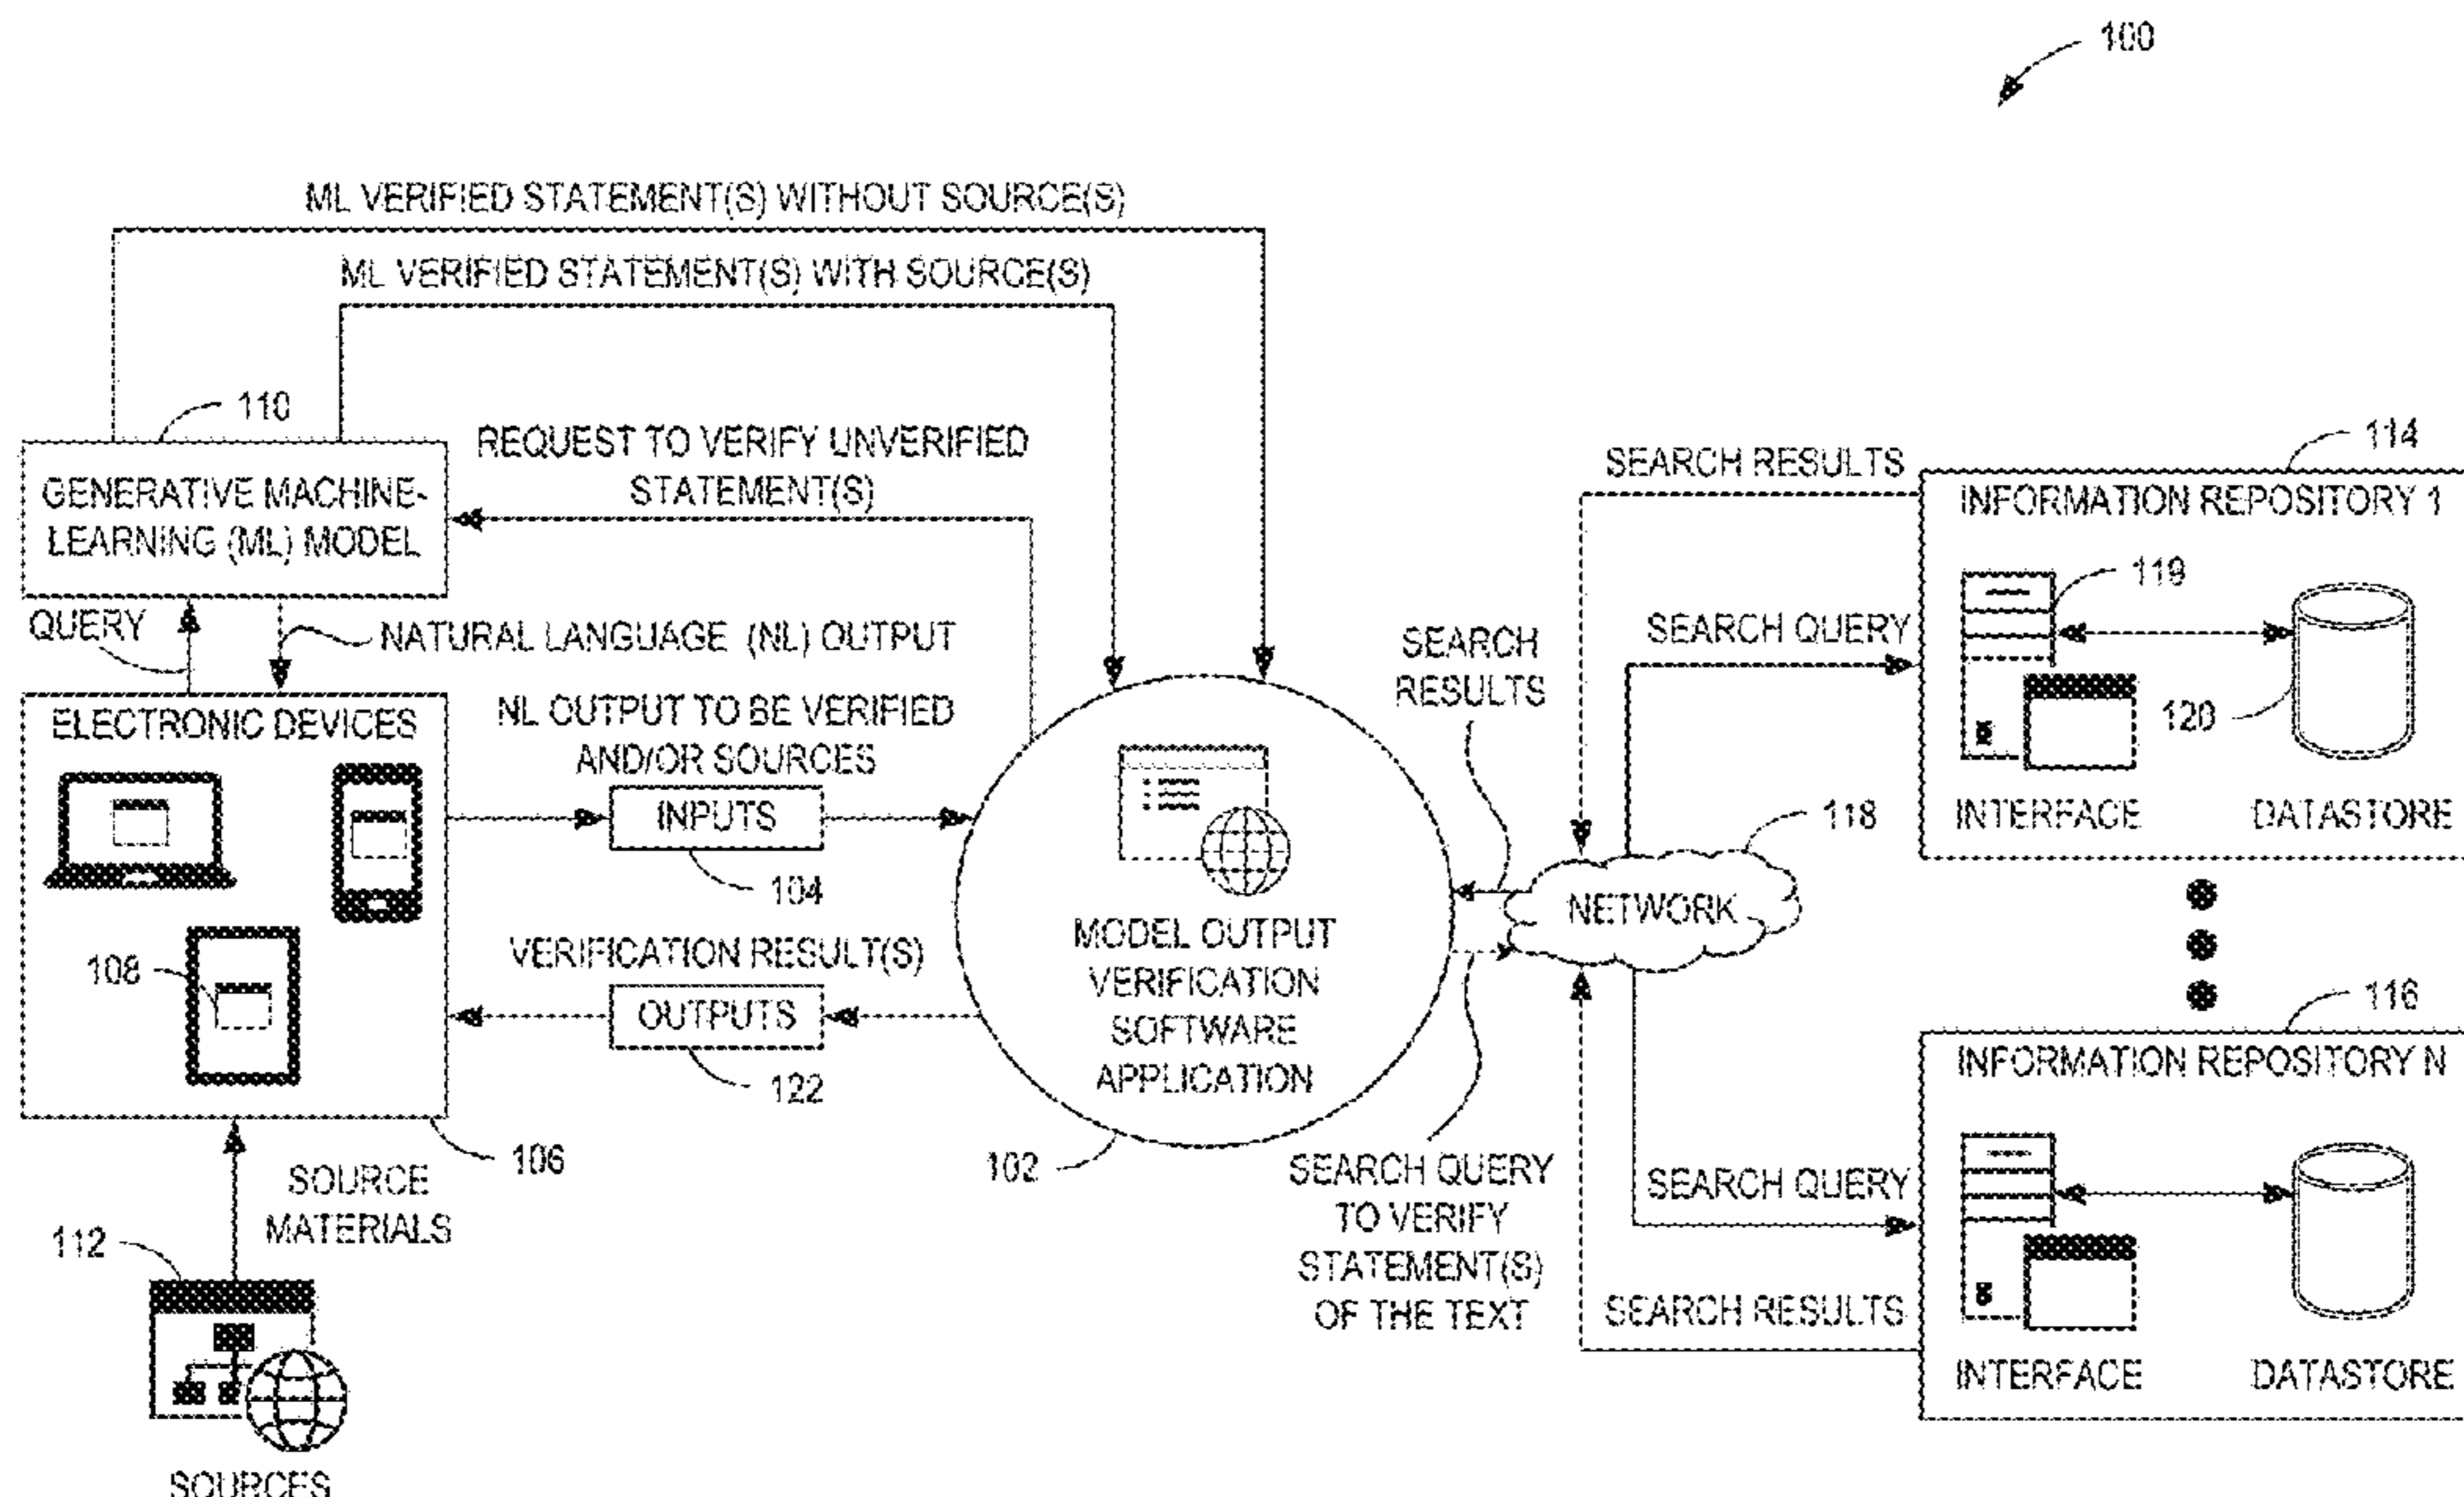 100
ML VERIFIED STATEMENT(S) WITHOUT SOURCE(S)
ML VERIFIED STATEMENT(S) WITH SOURCE(S)
110
GENERATIVE MACHINE-
LEARNING (ML) MODEL
REQUEST TO VERIFY UNVERIFIED
STATEMENT(S)
QUERY
NATURAL LANGUAGE (NL) OUTPUT
ELECTRONIC DEVICES
108
106
NL OUTPUT TO BE VERIFIED
AND/OR SOURCES
INPUTS
104
VERIFICATION RESULT(S)
OUTPUTS
122
SOURCE
MATERIALS
112
SOURCES
MODEL OUTPUT
VERIFICATION
SOFTWARE
APPLICATION
102
SEARCH
RESULTS
SEARCH QUERY
TO VERIFY
STATEMENT(S)
OF THE TEXT
NETWORK
118
SEARCH RESULTS
SEARCH QUERY
114
INFORMATION REPOSITORY 1
119
120
INTERFACE
DATASTORE
116
INFORMATION REPOSITORY N
SEARCH QUERY
SEARCH RESULTS
INTERFACE
DATASTORE